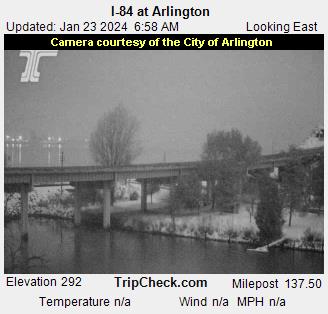 I-84 at Arlington
Updated: Jan 23 2024 6:58 AM Looking East
Camera courtesy of the City of Arlington
Elevation 292 TripCheck.com Milepost 137.50
Temperature n/a Wind n/a MPH n/a